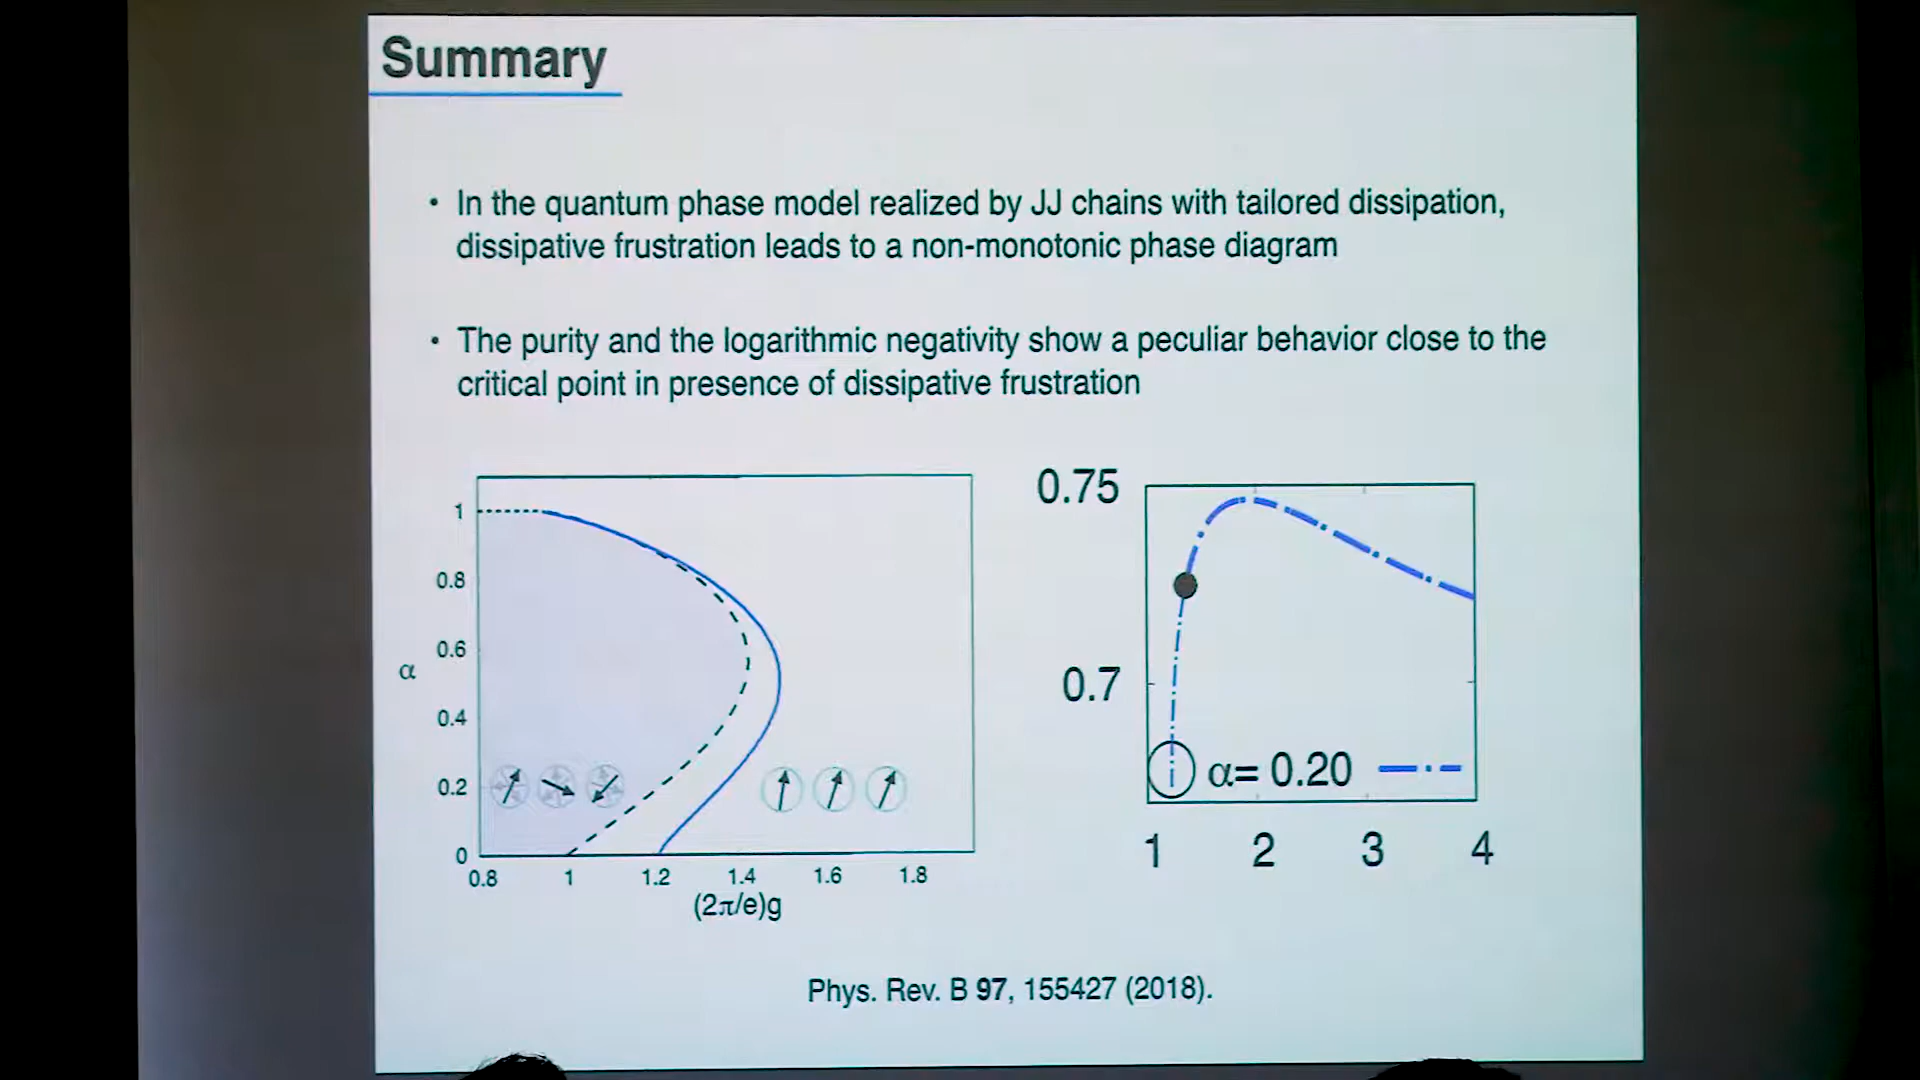 Summary
• In the quantum phase model realized by JJ chains with tailored dissipation,
dissipative frustration leads to a non-monotonic phase diagram
• The purity and the logarithmic negativity show a peculiar behavior close to the
critical point in presence of dissipative frustration
1
0.8
0.6
α
0.4
0.2
0
0.8 1 1.2 1.4 1.6 1.8
(2π/e)g
0.75
0.7
α= 0.20
1 2 3 4
Phys. Rev. B 97, 155427 (2018).